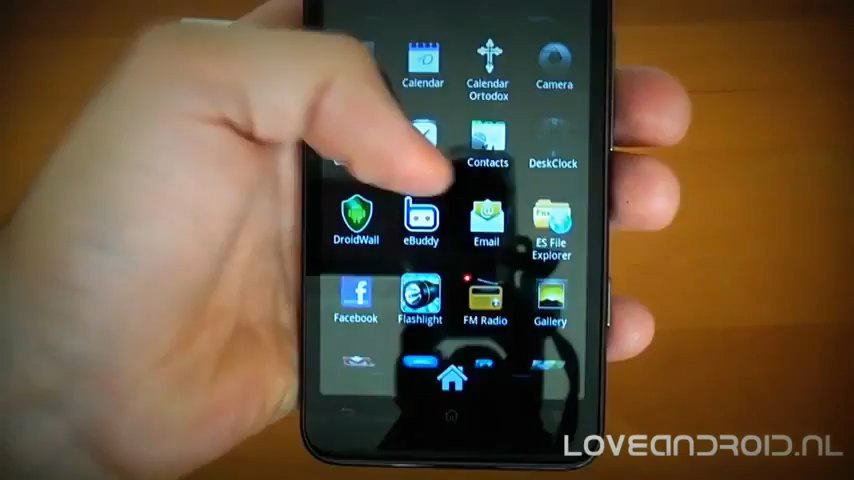 Calendar
Calendar
Ortodox
Camera
Contacts
DeskClock
DroidWall
eBuddy
Email
ES File
Explorer
Facebook
Flashlight
FM Radio
Gallery
LOVEANDROID.NL